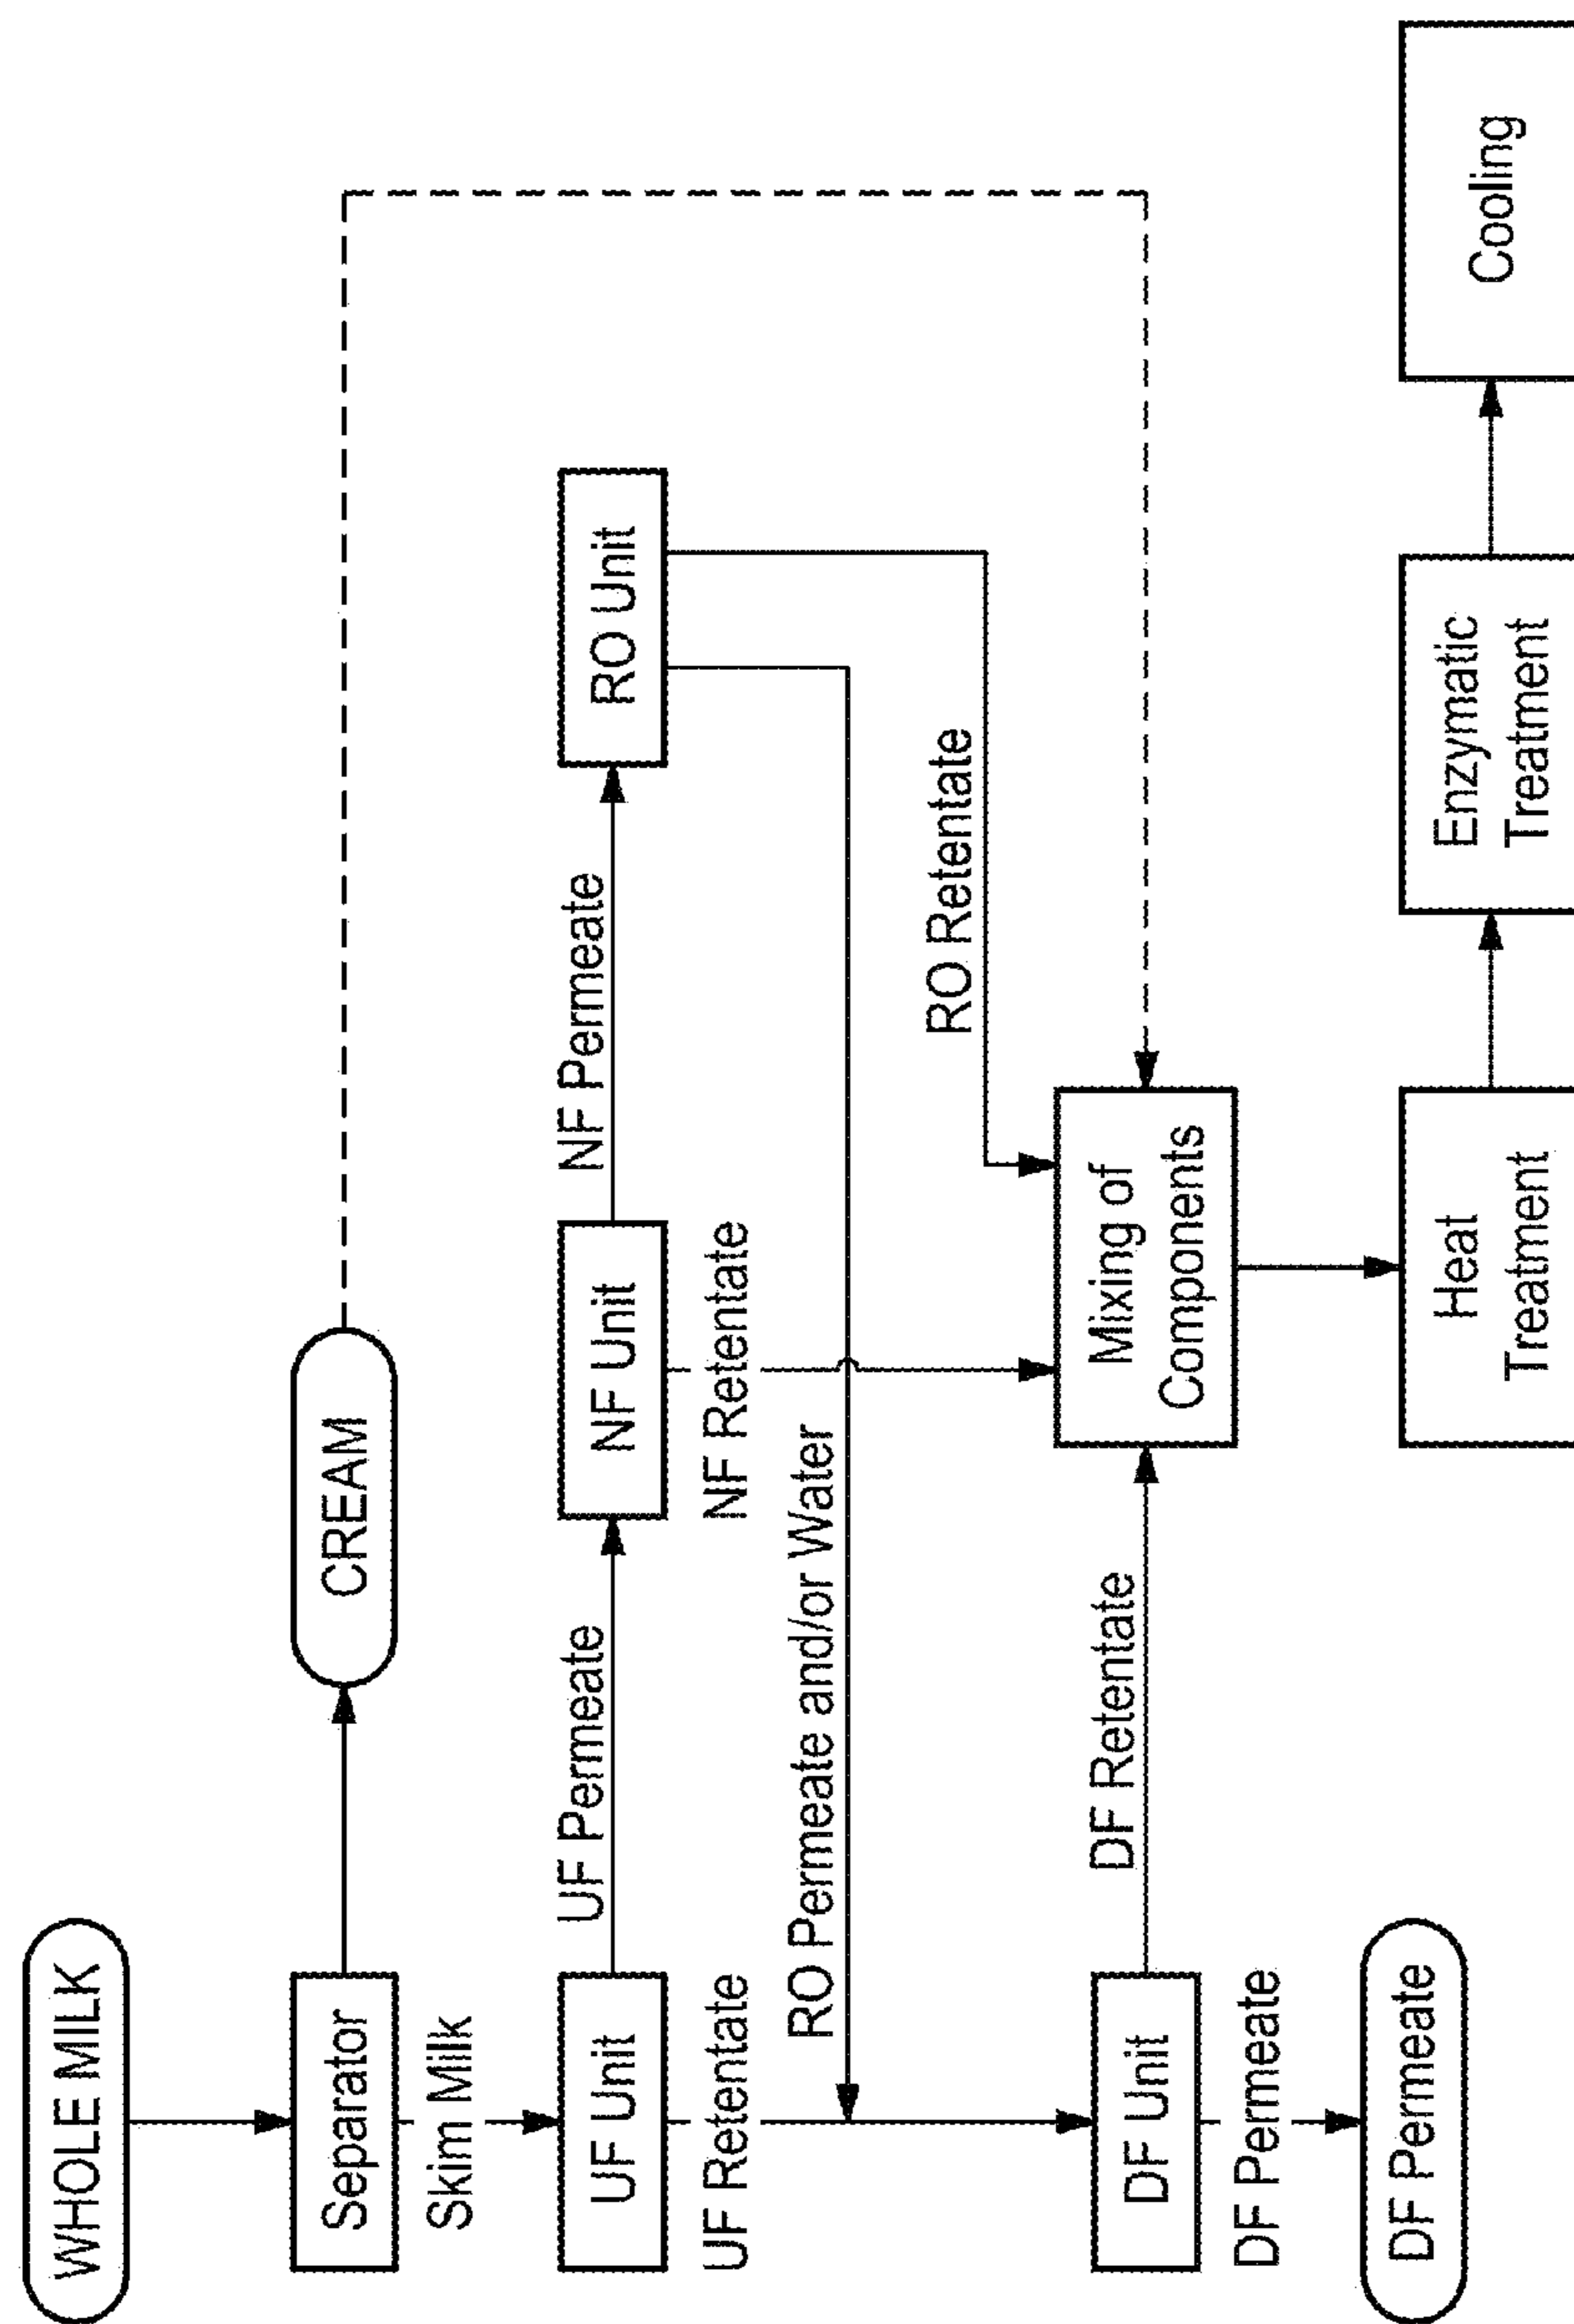 WHOLE MILK
Separator
CREAM
Skim Milk
UF Unit
UF Permeate
NF Unit
NF Permeate
RO Unit
UF Retentate
NF Retentate
RO Permeate and/or Water
RO Retentate
DF Unit
DF Retentate
Mixing of
Components
DF Permeate
DF Permeate
Heat
Treatment
Enzymatic
Treatment
Cooling